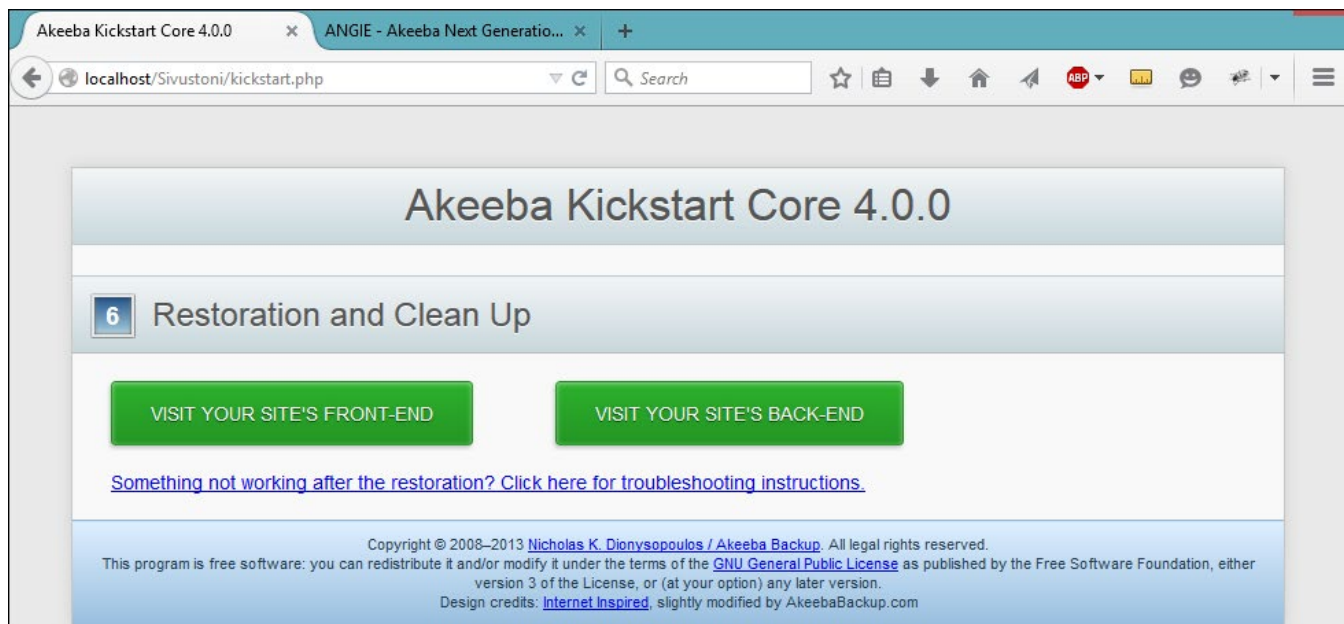 Akeeba Kickstart Core 4.0.0
ANGIE - Akeeba Next Generatio...
localhost/Sivustoni/kickstart.php
Search
ABP
Akeeba Kickstart Core 4.0.0
6 Restoration and Clean Up
VISIT YOUR SITE'S FRONT-END
VISIT YOUR SITE'S BACK-END
Something not working after the restoration? Click here for troubleshooting instructions.
Copyright © 2008–2013 Nicholas K. Dionysopoulos / Akeeba Backup. All legal rights reserved.
This program is free software: you can redistribute it and/or modify it under the terms of the GNU General Public License as published by the Free Software Foundation, either
version 3 of the License, or (at your option) any later version.
Design credits: Internet Inspired, slightly modified by AkeebaBackup.com